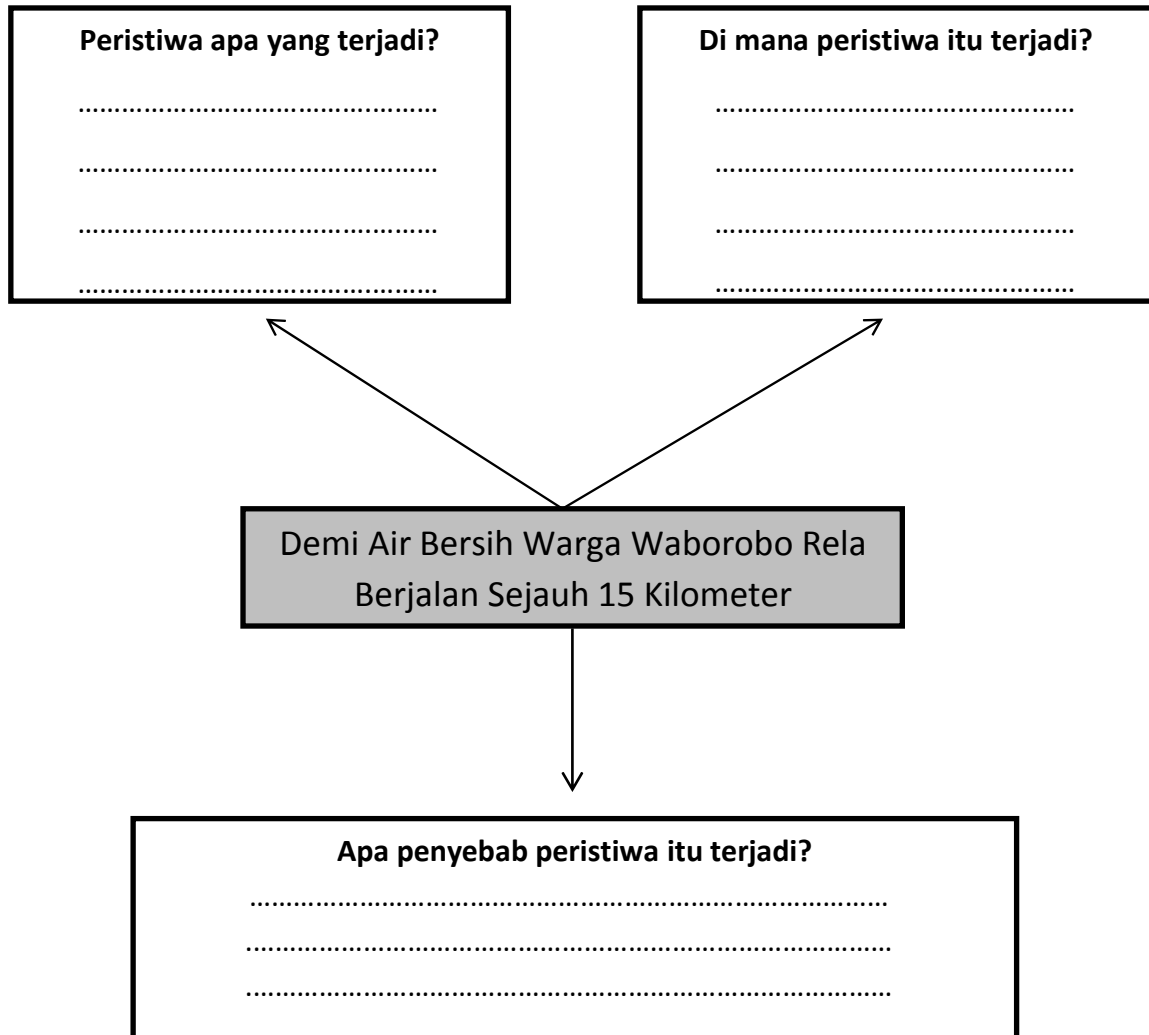 Peristiwa apa yang terjadi?
……………………………………………
……………………………………………
……………………………………………
……………………………………………
Di mana peristiwa itu terjadi?
……………………………………………
……………………………………………
……………………………………………
……………………………………………
Demi Air Bersih Warga Waborobo Rela
Berjalan Sejauh 15 Kilometer
Apa penyebab peristiwa itu terjadi?
……………………………………………………………………………
……………………………………………………………………………
……………………………………………………………………………